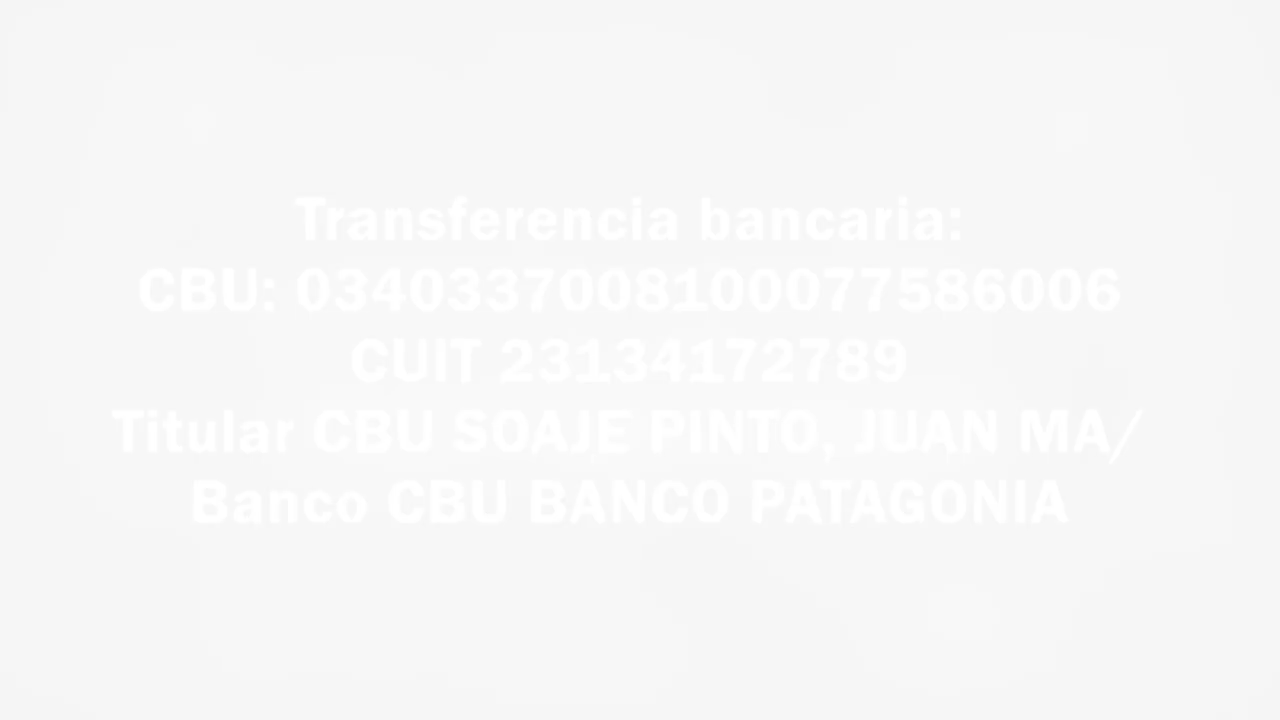 Transferencia bancaria:
CBU: 0340337008100077586006
CUIT 23134172789
Titular CBU SOAJE PINTO, JUAN MA/
Banco CBU BANCO PATAGONIA